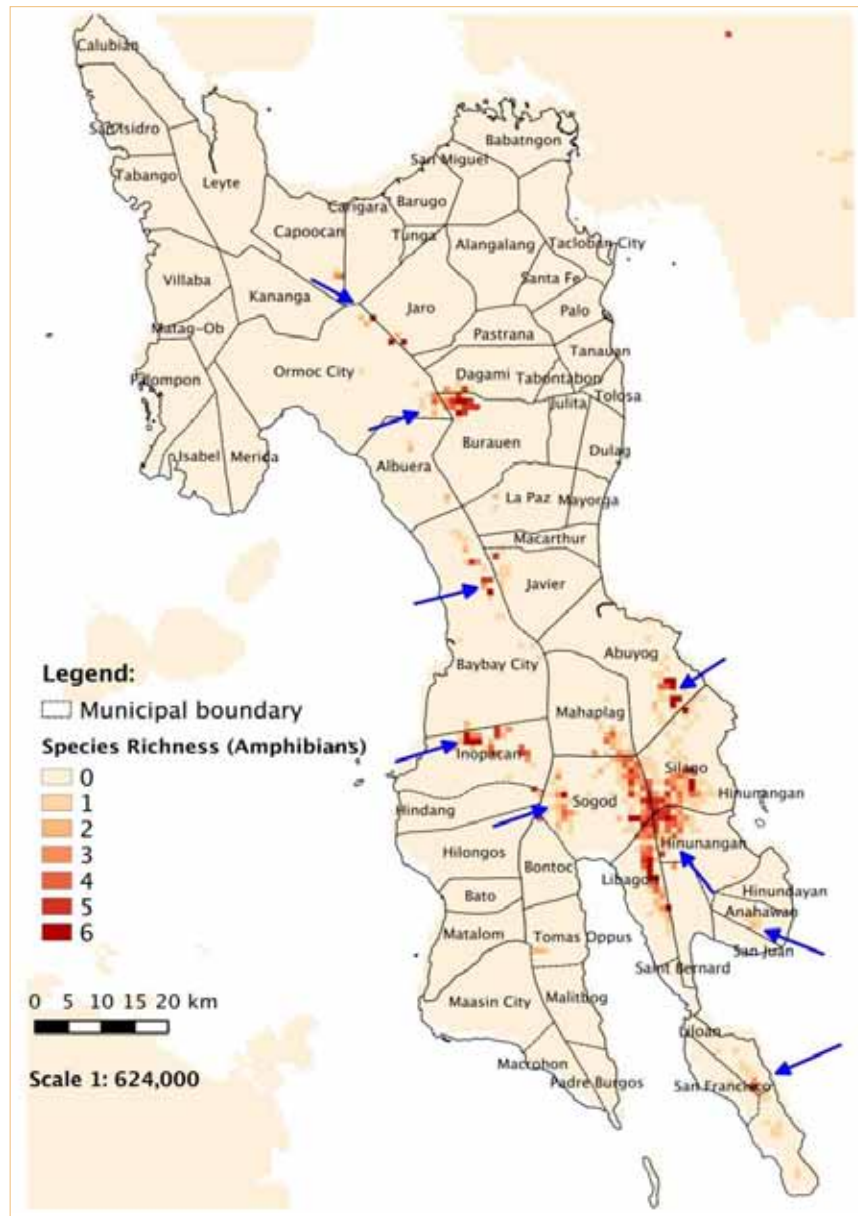 Calubian
San Isidro
Tabango
Leyte
Babatngon
San Miguel
Carigara
Barugo
Capoocan
Tunga
Alangalang
Tacloban City
Villaba
Kananga
Santa Fe
Jaro
Palo
Matag-Ob
Pastrana
Tanauan
Ormoc City
Dagami
Tabontabon
Palompon
Julita
Tolosa
Burauen
Dulag
Isabel
Merida
Albuera
La Paz
Mayorga
Macarthur
Javier
Abuyog
Baybay City
Mahaplag
Inopacan
Silago
Hinunangan
Hindang
Sogod
Hilongos
Bontoc
Hinunangan
Libago
Hinundayan
Bato
Anahawan
Matalom
Tomas Oppus
San Juan
Saint Bernard
Maasin City
Malitbog
Liloan
Macrohon
Padre Burgos
San Francisco
Legend:
Municipal boundary
Species Richness (Amphibians)
0
1
2
3
4
5
6
0 5 10 15 20 km
Scale 1: 624,000